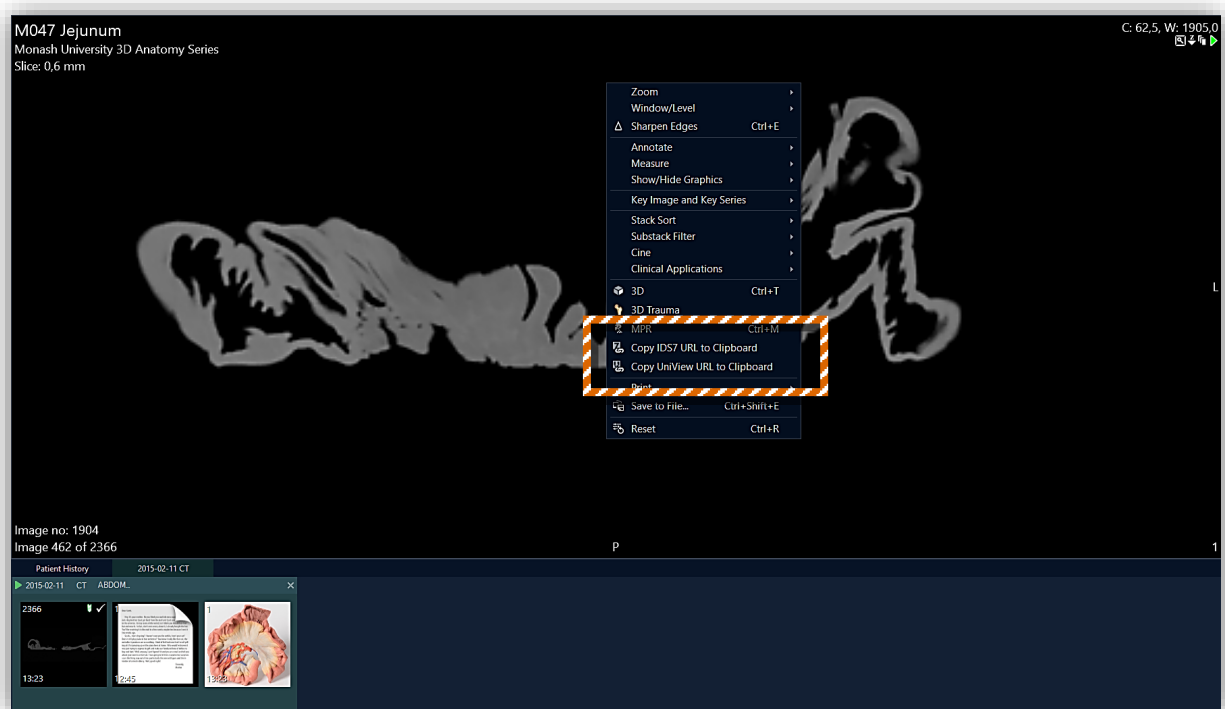 M047 Jejunum
Monash University 3D Anatomy Series
Slice: 0,6 mm
C: 62,5, W: 1905,0
Zoom
Window/Level
Sharpen Edges Ctrl+E
Annotate
Measure
Show/Hide Graphics
Key Image and Key Series
Stack Sort
Substack Filter
Cine
Clinical Applications
3D Ctrl+T
3D Trauma
MPR Ctrl+M
Copy IDS7 URL to Clipboard
Copy UniView URL to Clipboard
Print
Save to File... Ctrl+Shift+E
Reset Ctrl+R
L
Image no: 1904
Image 462 of 2366
P
1
Patient History 2015-02-11 CT
2015-02-11 CT ABDOM...
2366
1
1
13:23
12:45
13:23